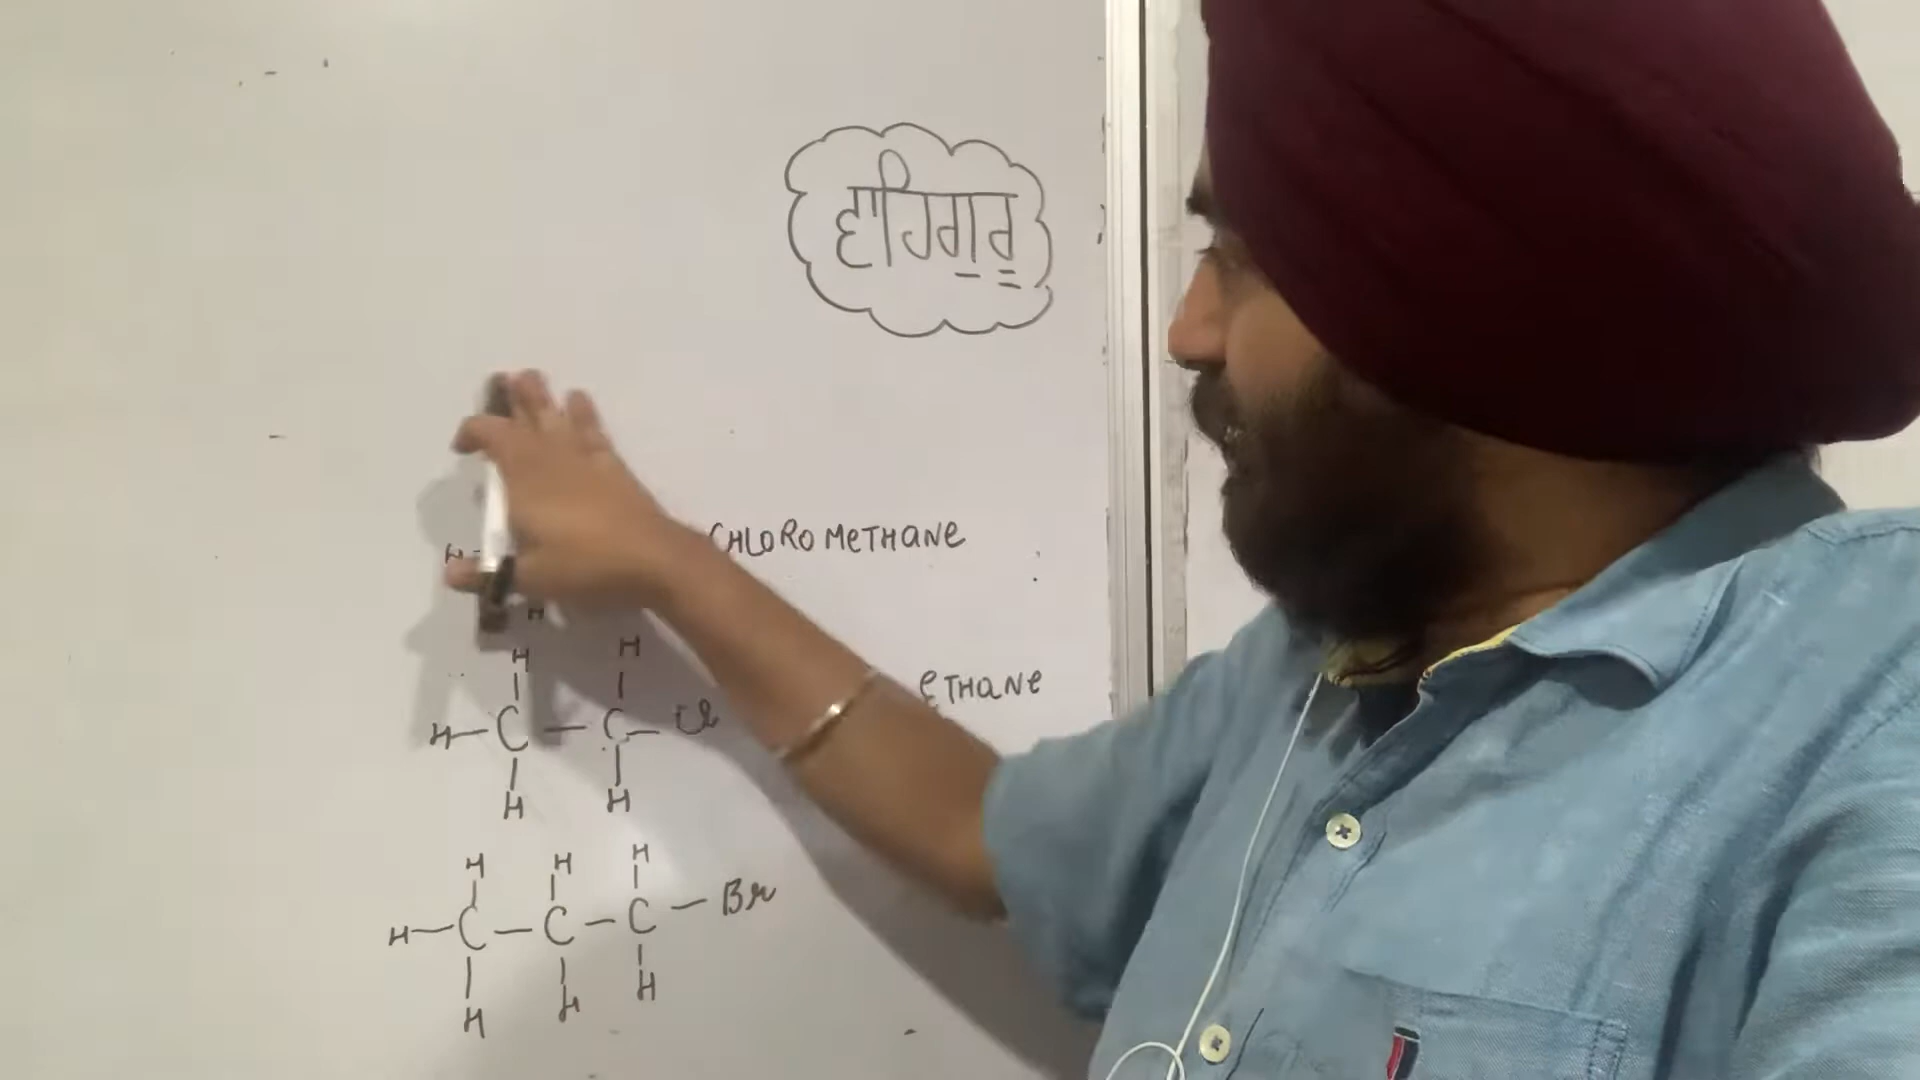 ਵਾਹਿਗੁਰੂ
CHLORO METHANE
H
H
H H
ETHANE
H—C—C—Cl
H H
H H H
H—C—C—C—Br
H H H